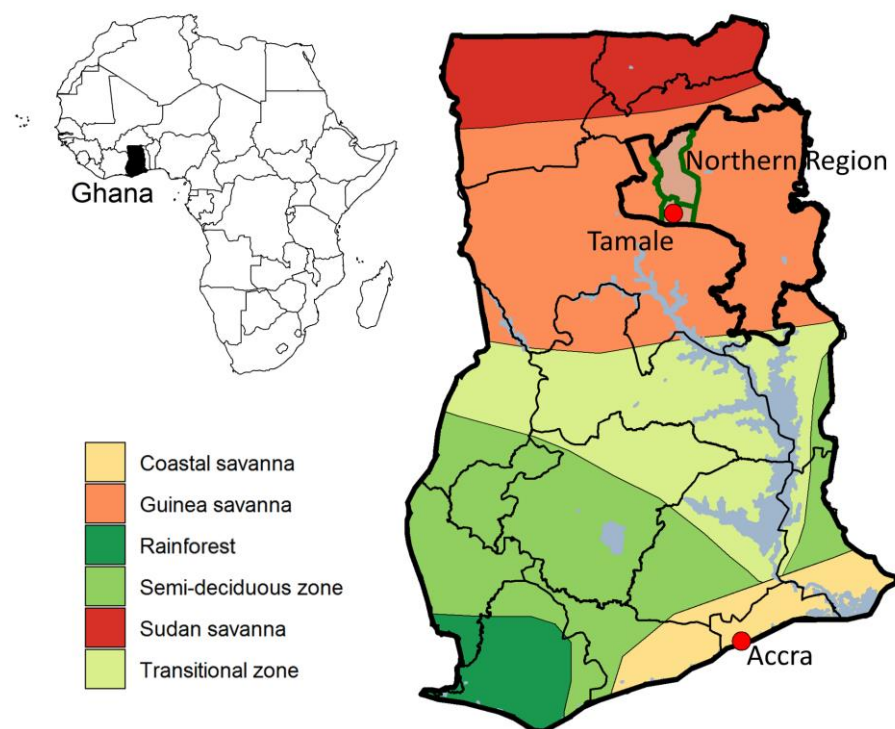 Ghana
Northern Region
Tamale
Coastal savanna
Guinea savanna
Rainforest
Semi-deciduous zone
Sudan savanna
Transitional zone
Accra